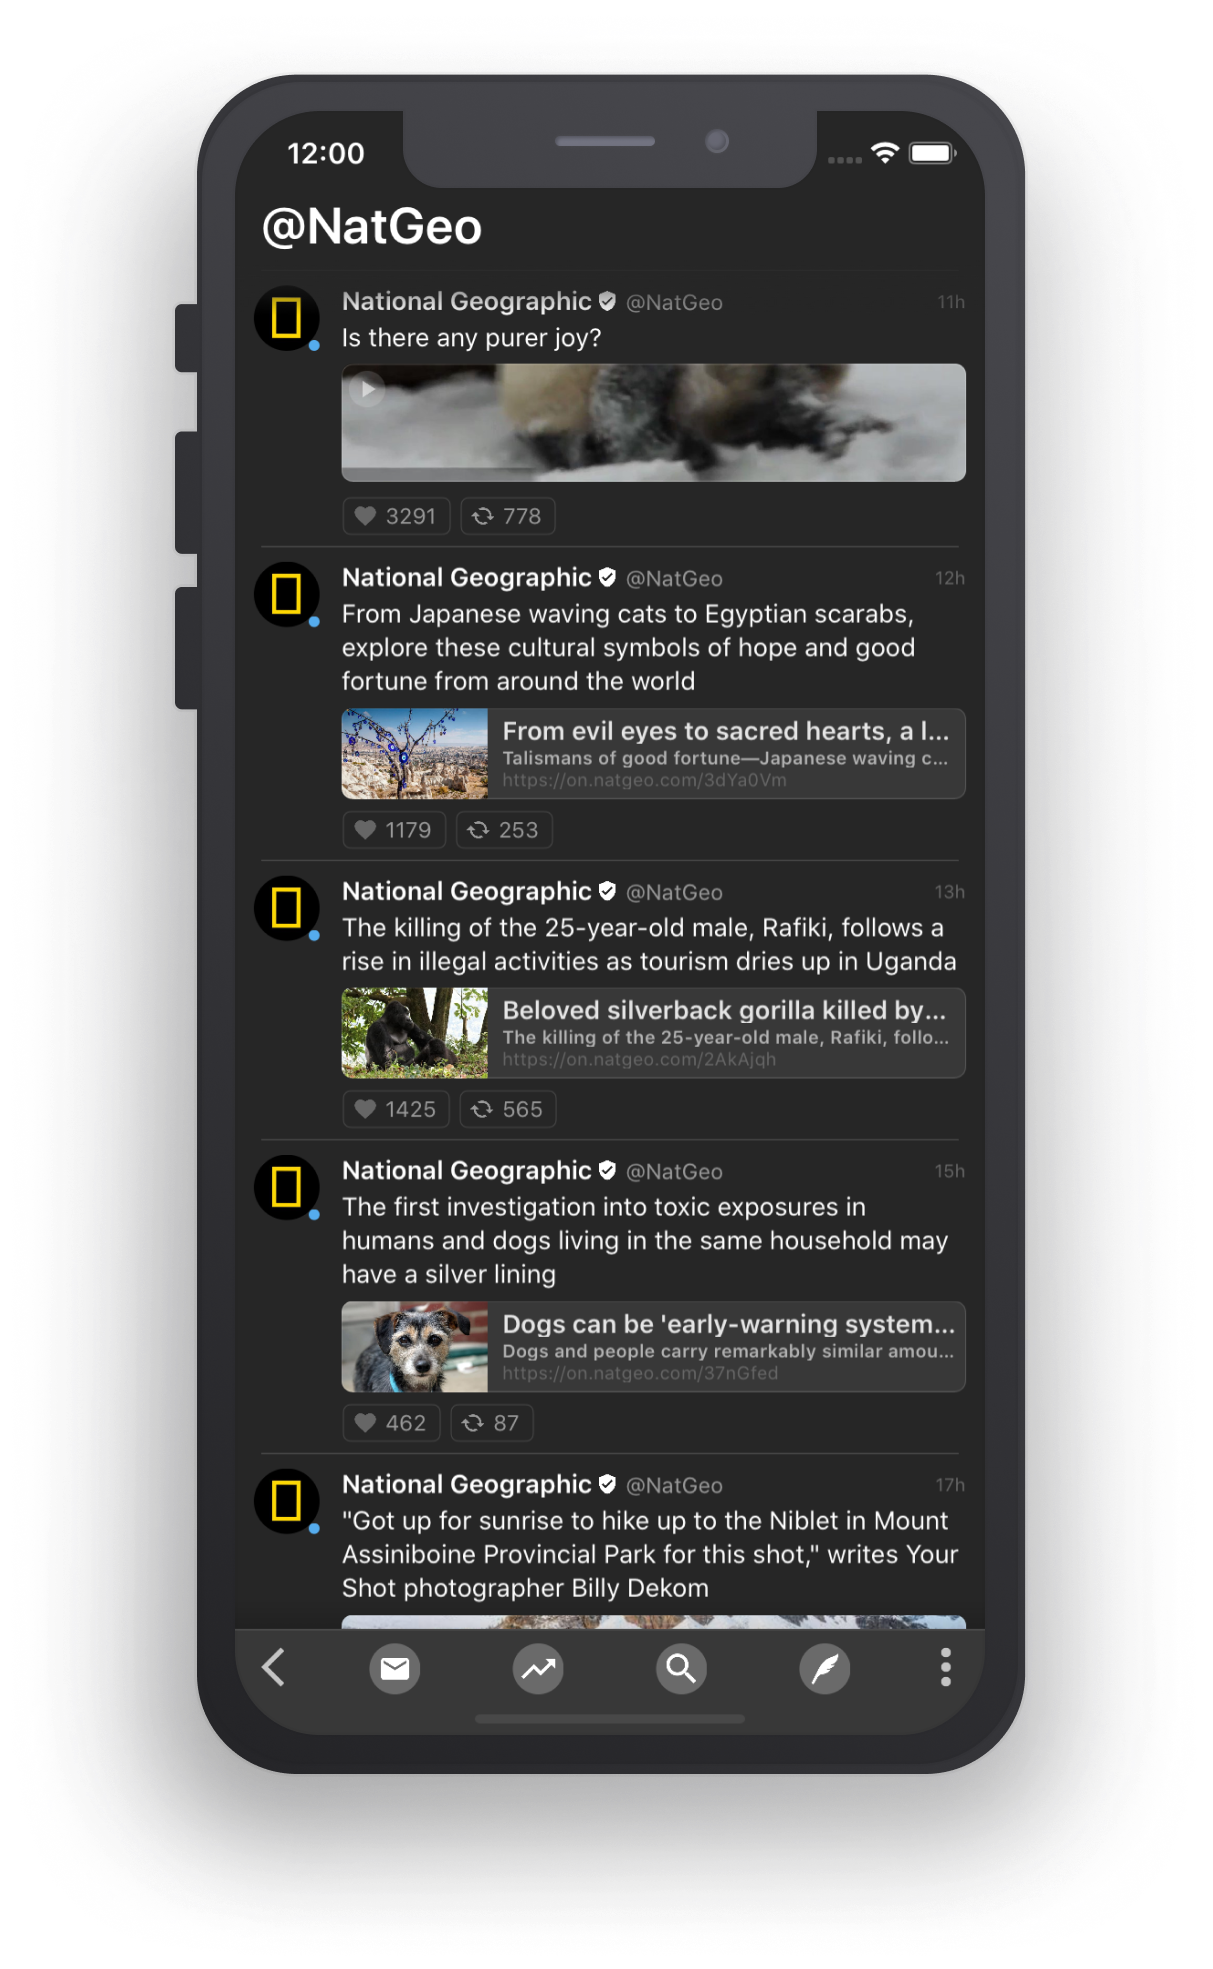 12:00
@NatGeo
National Geographic @NatGeo 11h
Is there any purer joy?
3291 778
National Geographic @NatGeo 12h
From Japanese waving cats to Egyptian scarabs,
explore these cultural symbols of hope and good
fortune from around the world
From evil eyes to sacred hearts, a l...
Talismans of good fortune—Japanese waving c...
https://on.natgeo.com/3dYa0Vm
1179 253
National Geographic @NatGeo 13h
The killing of the 25-year-old male, Rafiki, follows a
rise in illegal activities as tourism dries up in Uganda
Beloved silverback gorilla killed by...
The killing of the 25-year-old male, Rafiki, follo...
https://on.natgeo.com/2AkAjqh
1425 565
National Geographic @NatGeo 15h
The first investigation into toxic exposures in
humans and dogs living in the same household may
have a silver lining
Dogs can be 'early-warning system...
Dogs and people carry remarkably similar amou...
https://on.natgeo.com/37nGfed
462 87
National Geographic @NatGeo 17h
"Got up for sunrise to hike up to the Niblet in Mount
Assiniboine Provincial Park for this shot," writes Your
Shot photographer Billy Dekom